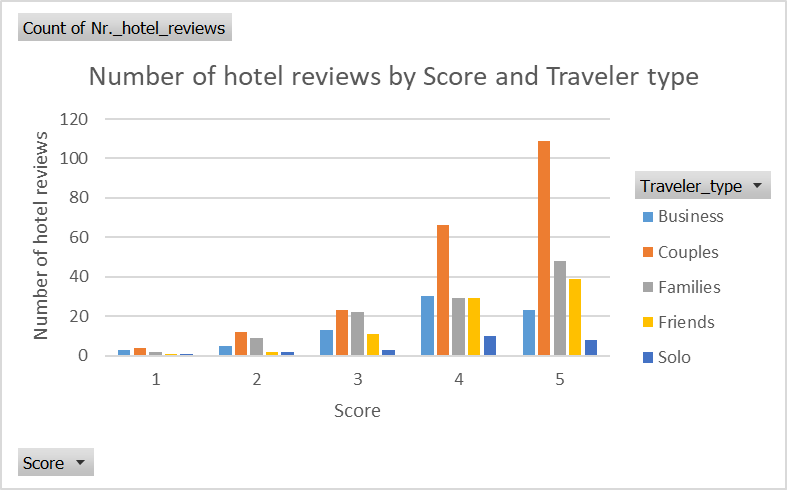 Count of Nr._hotel_reviews
Number of hotel reviews by Score and Traveler type
Number of hotel reviews
120
100
80
60
40
20
0
1 2 3 4 5
Score
Traveler_type
Business
Couples
Families
Friends
Solo
Score